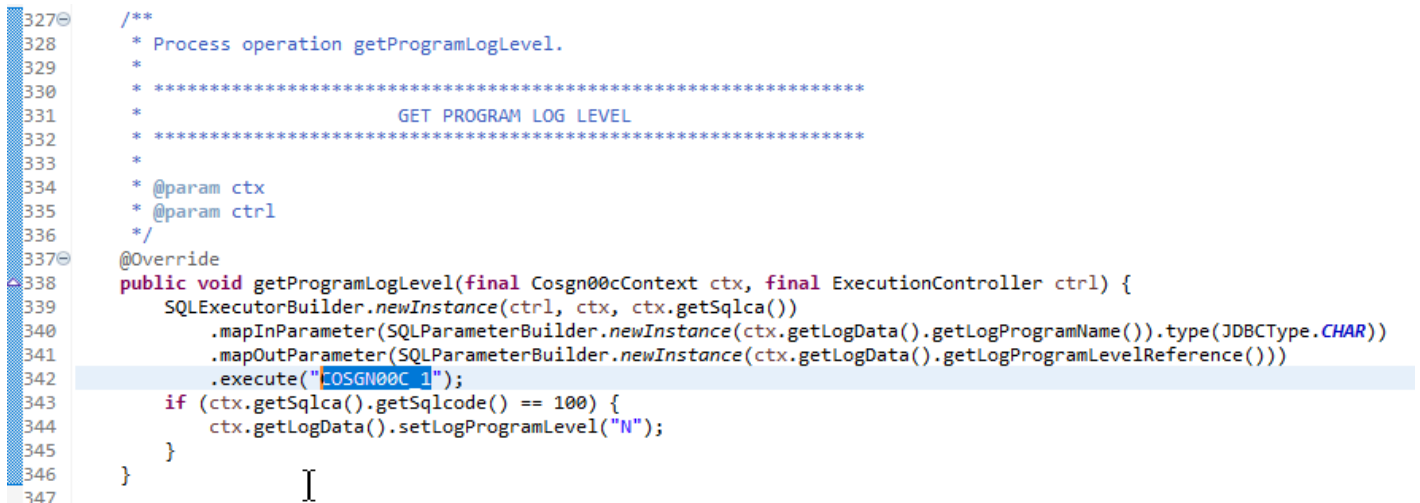 327 /**
328 * Process operation getProgramLogLevel.
329 *
330 * ****************************************************************
331 * GET PROGRAM LOG LEVEL
332 * ****************************************************************
333 *
334 * @param ctx
335 * @param ctrl
336 */
337 @Override
338 public void getProgramLogLevel(final Cosgn00cContext ctx, final ExecutionController ctrl) {
339 SQLExecutorBuilder.newInstance(ctrl, ctx, ctx.getSqlca())
340 .mapInParameter(SQLParameterBuilder.newInstance(ctx.getLogData().getLogProgramName()).type(JDBCType.CHAR))
341 .mapOutParameter(SQLParameterBuilder.newInstance(ctx.getLogData().getLogProgramLevelReference()))
342 .execute("COSGN00C_1");
343 if (ctx.getSqlca().getSqlcode() == 100) {
344 ctx.getLogData().setLogProgramLevel("N");
345 }
346 }
347